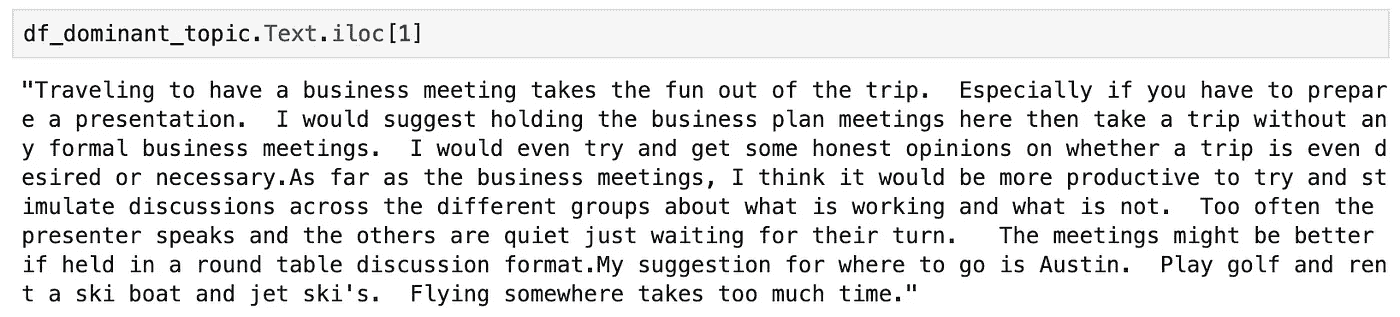 df_dominant_topic.Text.iloc[1]
"Traveling to have a business meeting takes the fun out of the trip.  Especially if you have to prepar
e a presentation.  I would suggest holding the business plan meetings here then take a trip without an
y formal business meetings.  I would even try and get some honest opinions on whether a trip is even d
esired or necessary.As far as the business meetings, I think it would be more productive to try and st
imulate discussions across the different groups about what is working and what is not.  Too often the
presenter speaks and the others are quiet just waiting for their turn.   The meetings might be better
if held in a round table discussion format.My suggestion for where to go is Austin.  Play golf and ren
t a ski boat and jet ski's.  Flying somewhere takes too much time."